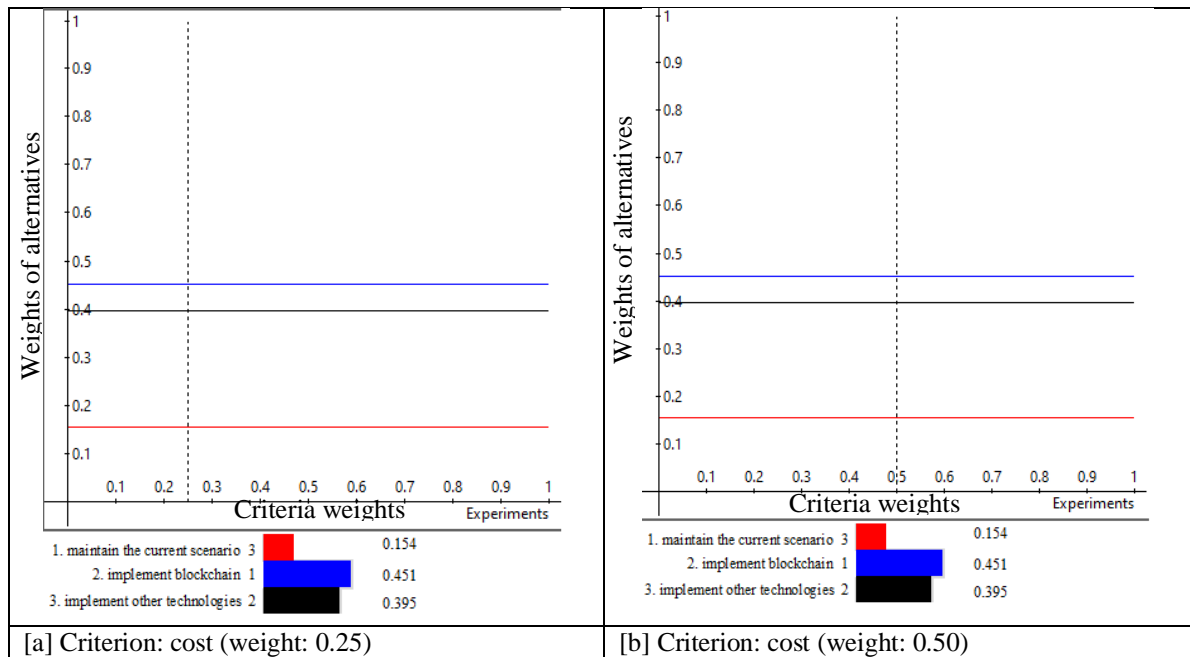 1
0.9
0.8
0.7
0.6
0.5
0.4
0.3
0.2
0.1
Weights of alternatives
0.1 0.2 0.3 0.4 0.5 0.6 0.7 0.8 0.9 1
Criteria weights
Experiments
1. maintain the current scenario 3 0.154
2. implement blockchain 1 0.451
3. implement other technologies 2 0.395
[a] Criterion: cost (weight: 0.25)
1
0.9
0.8
0.7
0.6
0.5
0.4
0.3
0.2
0.1
Weights of alternatives
0.1 0.2 0.3 0.4 0.5 0.6 0.7 0.8 0.9 1
Criteria weights
Experiments
1. maintain the current scenario 3 0.154
2. implement blockchain 1 0.451
3. implement other technologies 2 0.395
[b] Criterion: cost (weight: 0.50)